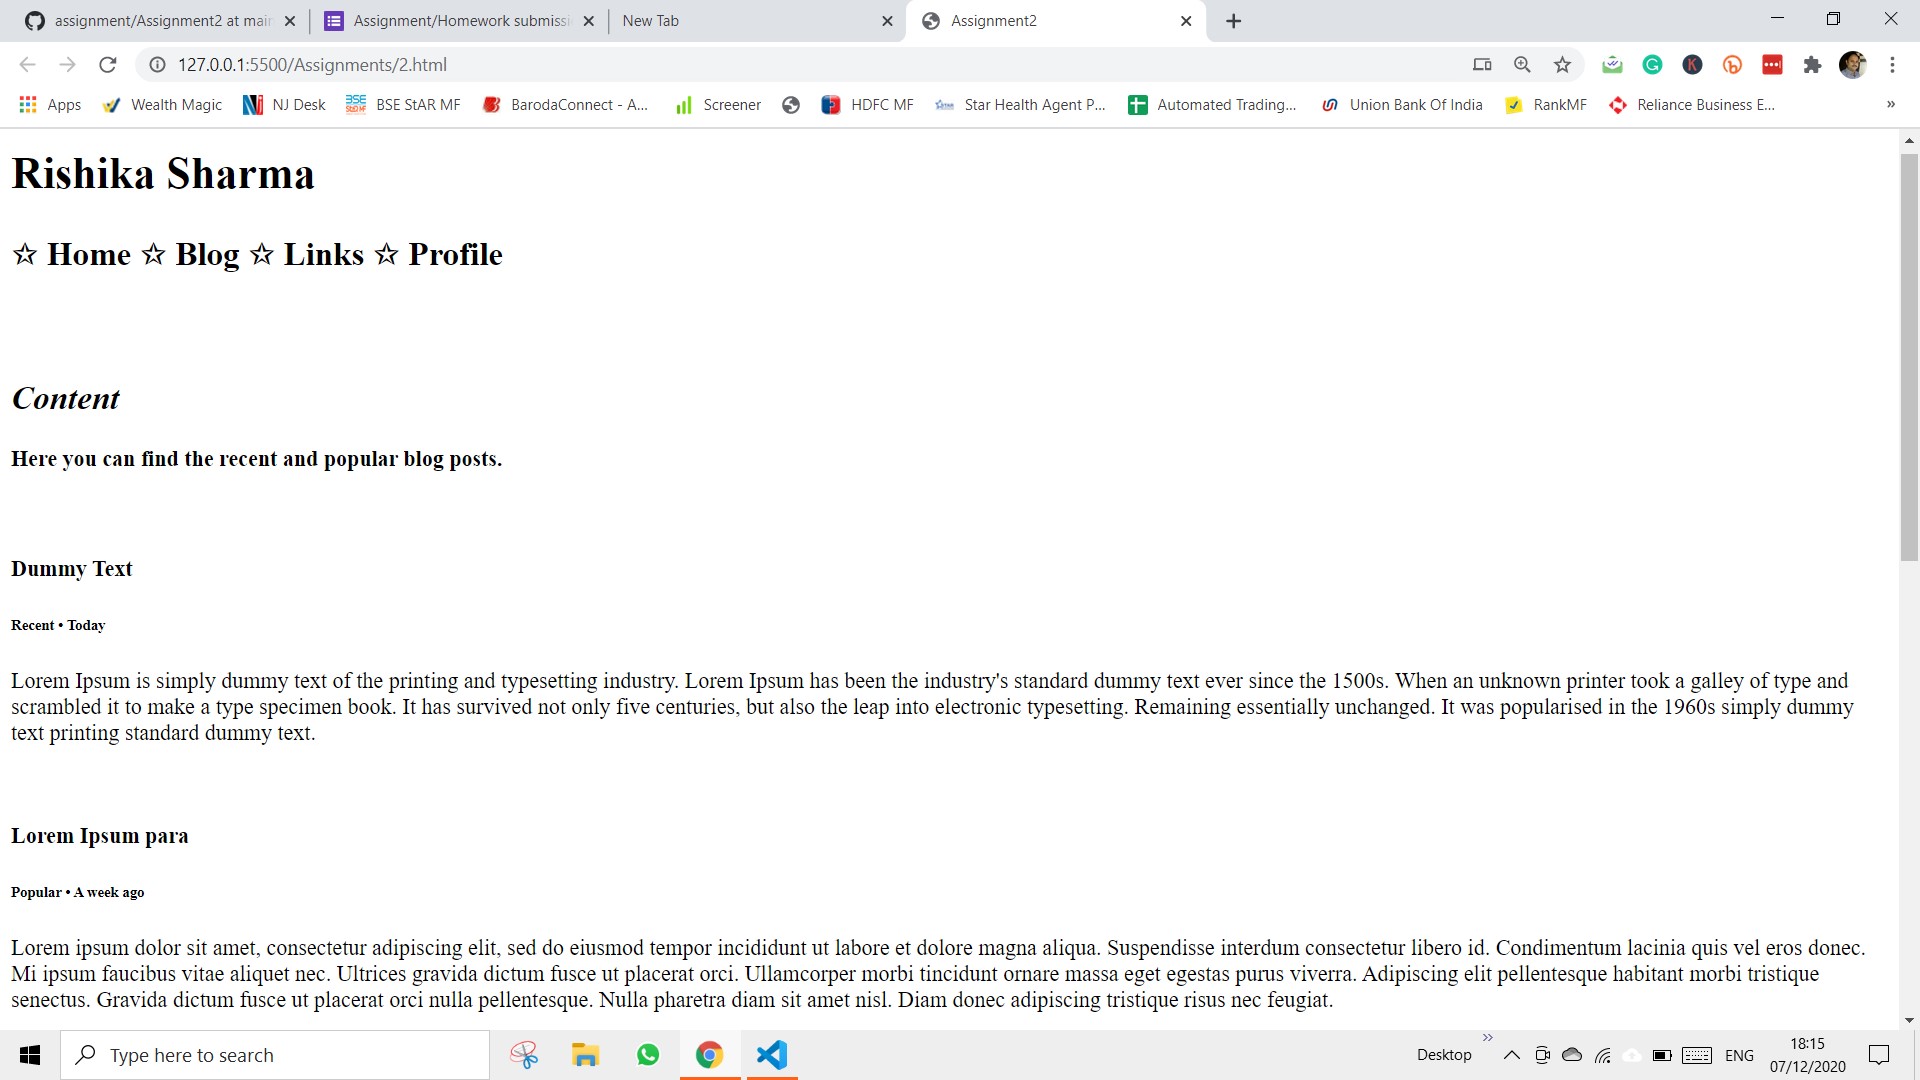 assignment/Assignment2 at main
Assignment/Homework submissi
New Tab
Assignment2
127.0.0.1:5500/Assignments/2.html
Apps
Wealth Magic
NJ Desk
BSE StAR MF
BarodaConnect - A...
Screener
HDFC MF
Star Health Agent P...
Automated Trading...
Union Bank Of India
RankMF
Reliance Business E...
»
Rishika Sharma
☆ Home ☆ Blog ☆ Links ☆ Profile
Content
Here you can find the recent and popular blog posts.
Dummy Text
Recent • Today
Lorem Ipsum is simply dummy text of the printing and typesetting industry. Lorem Ipsum has been the industry's standard dummy text ever since the 1500s. When an unknown printer took a galley of type and
scrambled it to make a type specimen book. It has survived not only five centuries, but also the leap into electronic typesetting. Remaining essentially unchanged. It was popularised in the 1960s simply dummy
text printing standard dummy text.
Lorem Ipsum para
Popular • A week ago
Lorem ipsum dolor sit amet, consectetur adipiscing elit, sed do eiusmod tempor incididunt ut labore et dolore magna aliqua. Suspendisse interdum consectetur libero id. Condimentum lacinia quis vel eros donec.
Mi ipsum faucibus vitae aliquet nec. Ultrices gravida dictum fusce ut placerat orci. Ullamcorper morbi tincidunt ornare massa eget egestas purus viverra. Adipiscing elit pellentesque habitant morbi tristique
senectus. Gravida dictum fusce ut placerat orci nulla pellentesque. Nulla pharetra diam sit amet nisl. Diam donec adipiscing tristique risus nec feugiat.
Type here to search
Desktop
»
ENG
18:15
07/12/2020